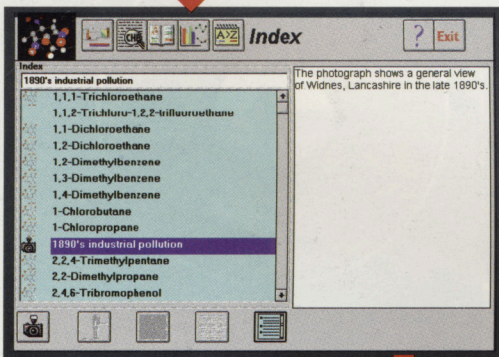 A>Z
Index
?
Exit
Index
1890's industrial pollution
1,1,1-Trichloroethane
1,1,2-Trichloro-1,2,2-trifluoroethane
1,1-Dichloroethane
1,2-Dichloroethane
1,2-Dimethylbenzene
1,3-Dimethylbenzene
1,4-Dimethylbenzene
1-Chlorobutane
1-Chloropropane
1890's industrial pollution
2,2,4-Trimethylpentane
2,2-Dimethylpropane
2,4,6-Tribromophenol
The photograph shows a general view
of Widnes, Lancashire in the late 1890's.